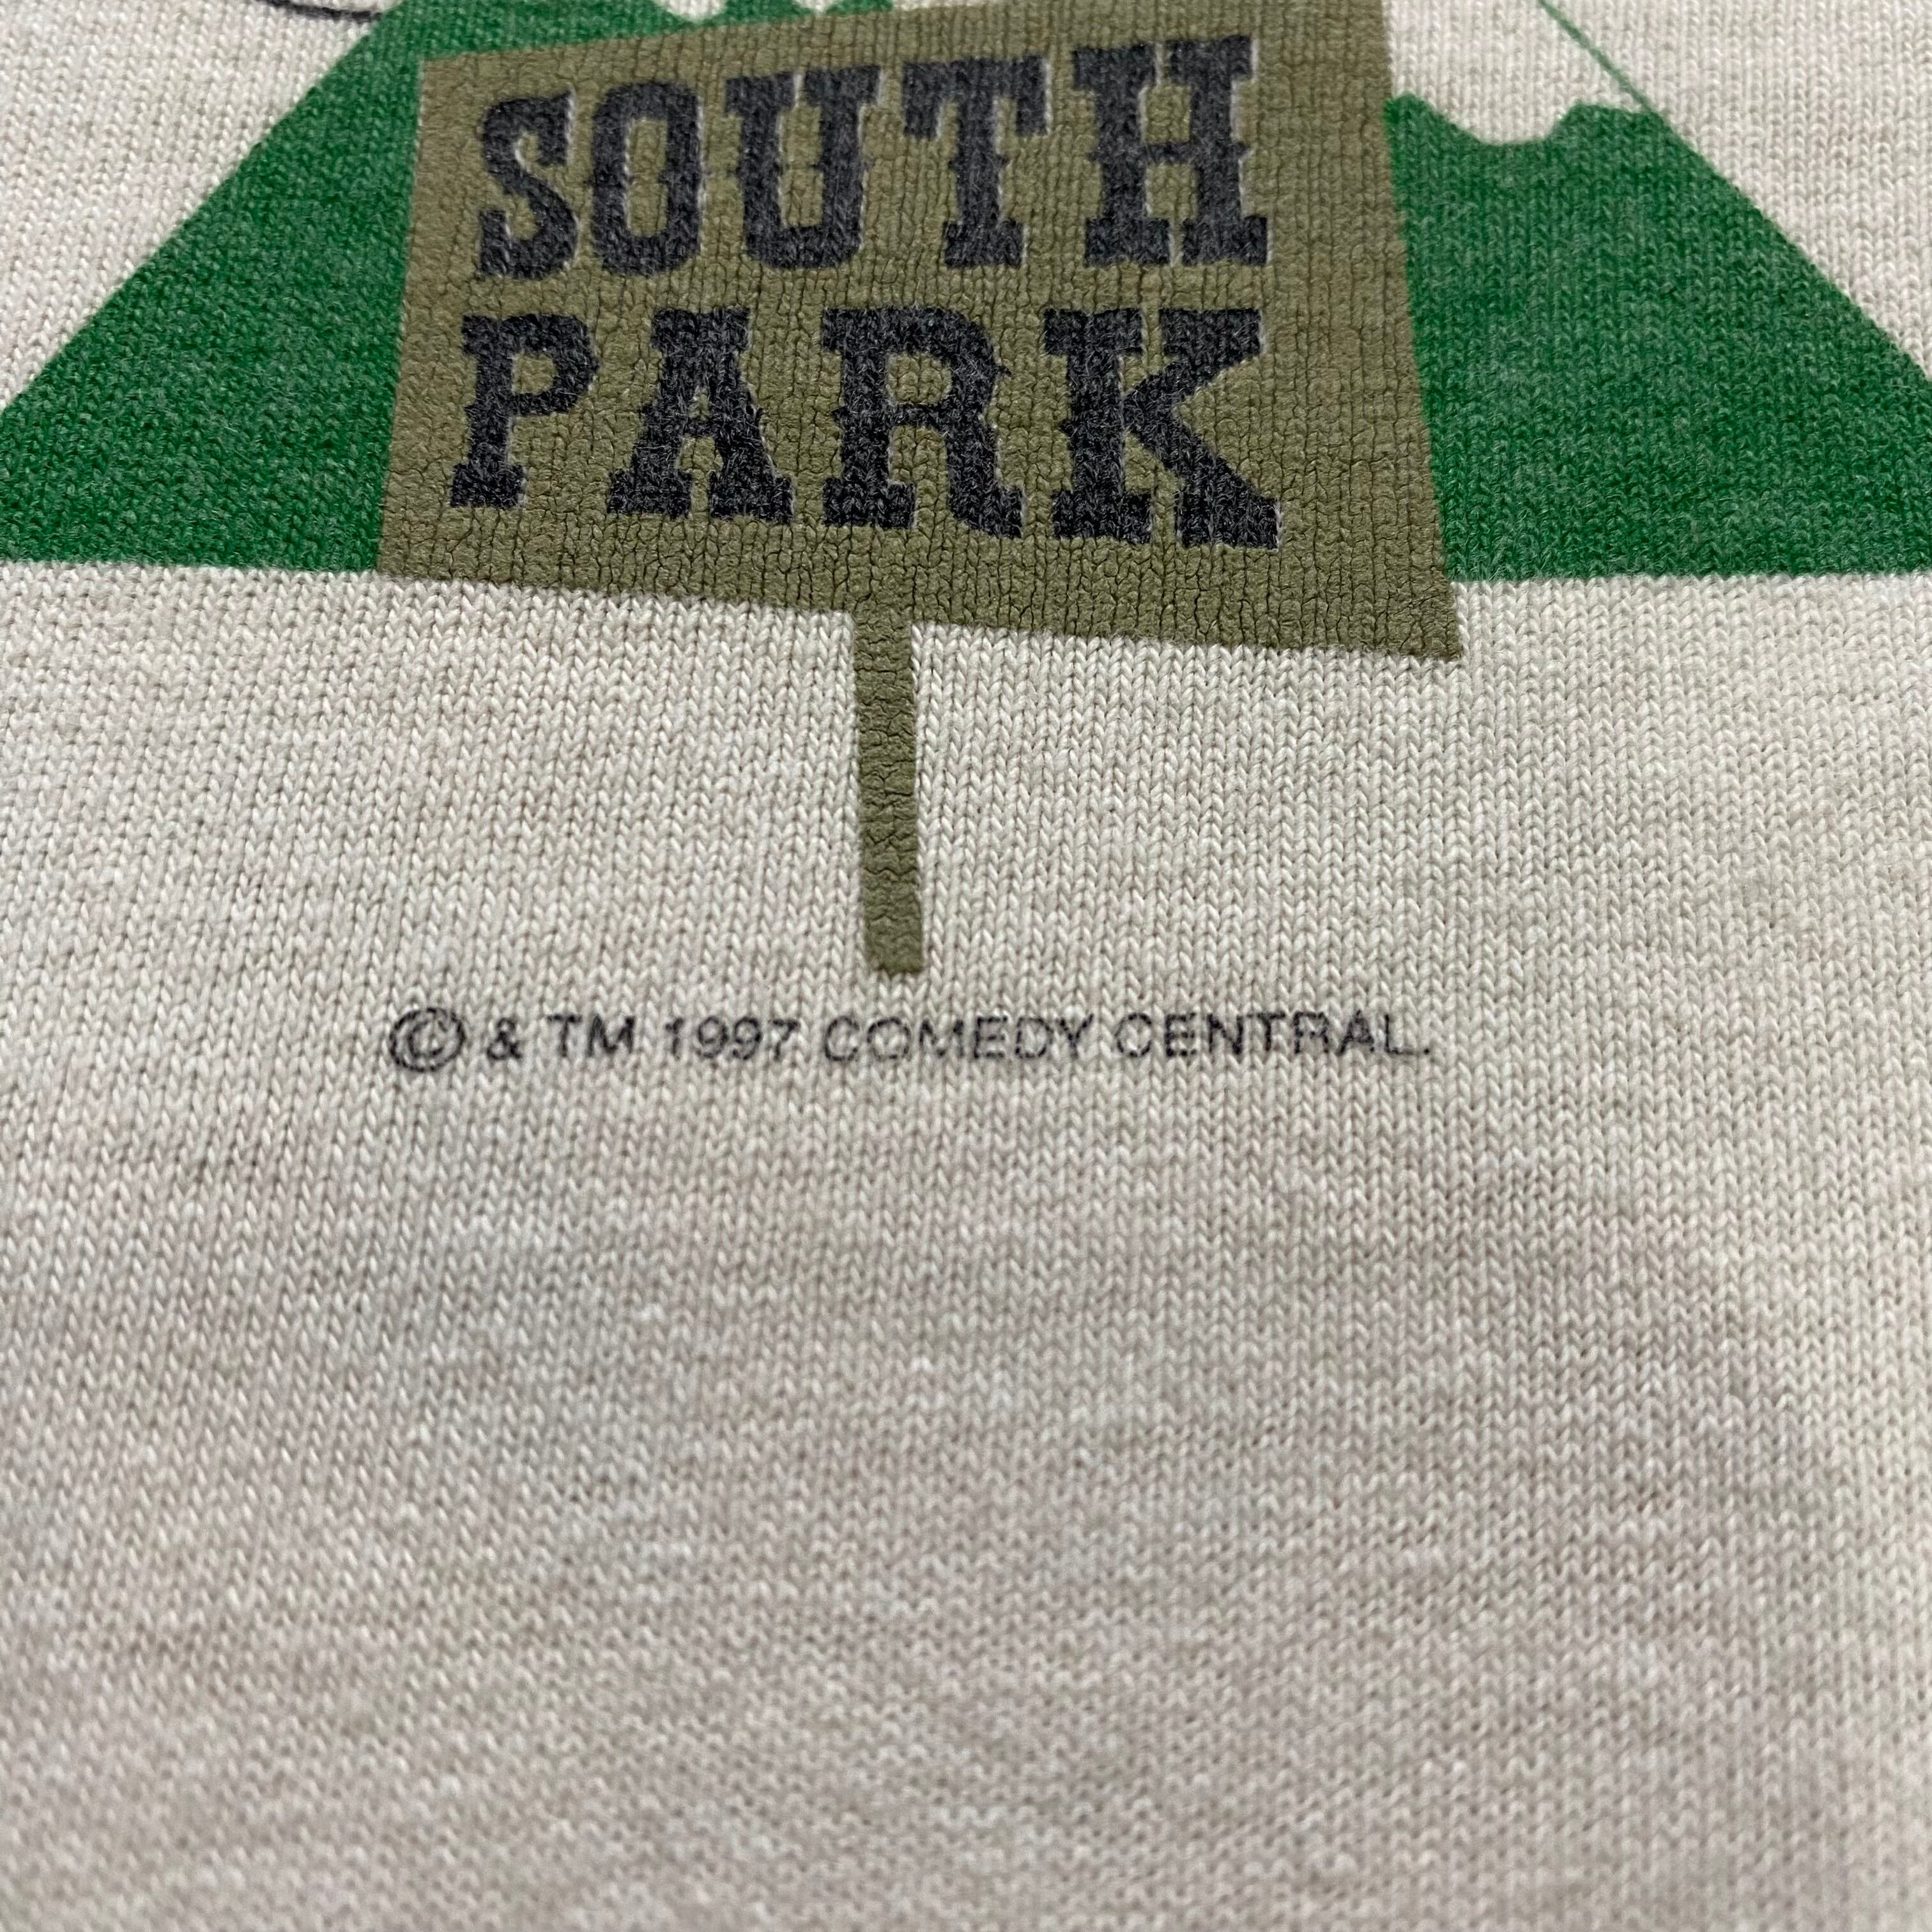 SOUTH
PARK
© & TM 1997 COMEDY CENTRAL.